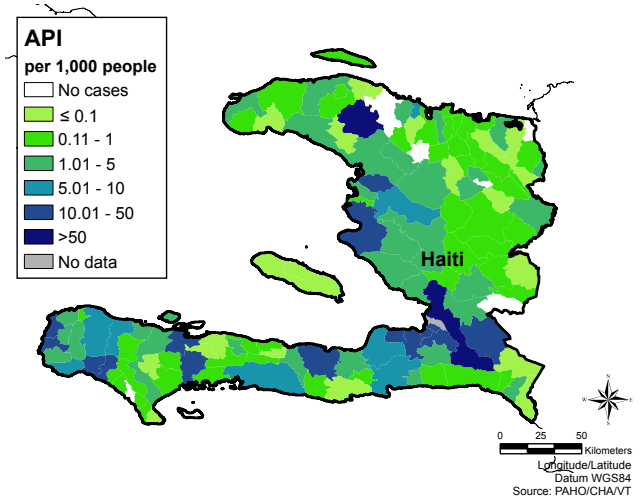 API
per 1,000 people
No cases
≤ 0.1
0.11 - 1
1.01 - 5
5.01 - 10
10.01 - 50
>50
No data
Haiti
N
W E
S
0 25 50
Kilometers
Longitude/Latitude
Datum WGS84
Source: PAHO/CHA/VT